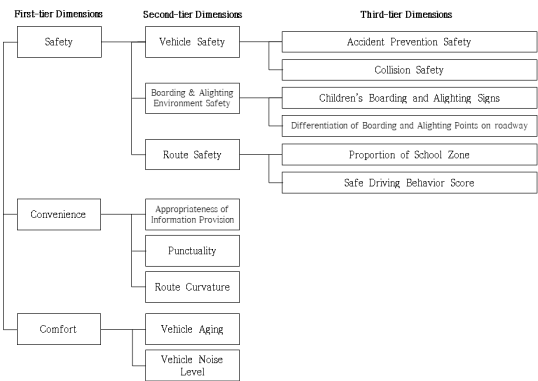 First-tier Dimensions
Second-tier Dimensions
Third-tier Dimensions
Safety
Vehicle Safety
Accident Prevention Safety
Collision Safety
Boarding & Alighting
Environment Safety
Children's Boarding and Alighting Signs
Differentiation of Boarding and Alighting Points on roadway
Route Safety
Proportion of School Zone
Safe Driving Behavior Score
Convenience
Appropriateness of
Information Provision
Punctuality
Route Curvature
Comfort
Vehicle Aging
Vehicle Noise
Level